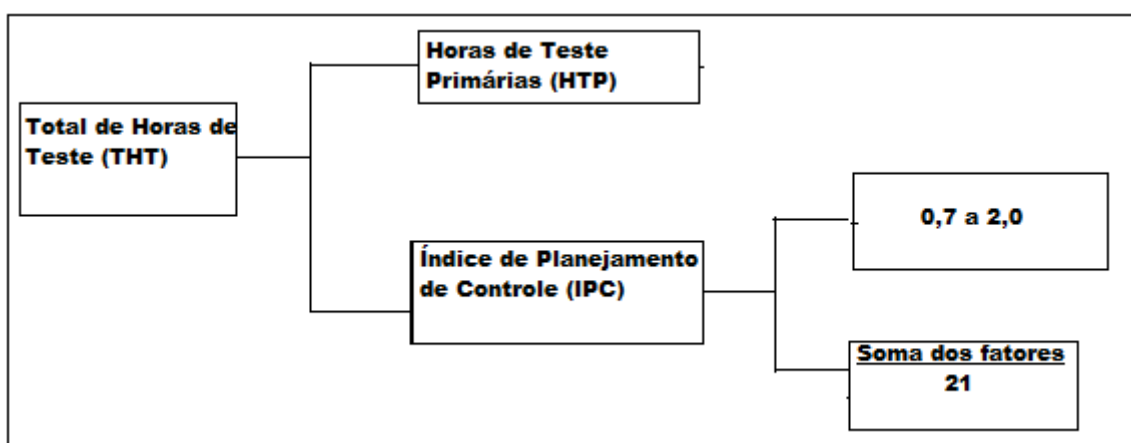 Horas de Teste
Primárias (HTP)
Total de Horas de
Teste (THT)
0,7 a 2,0
Índice de Planejamento
de Controle (IPC)
Soma dos fatores
21